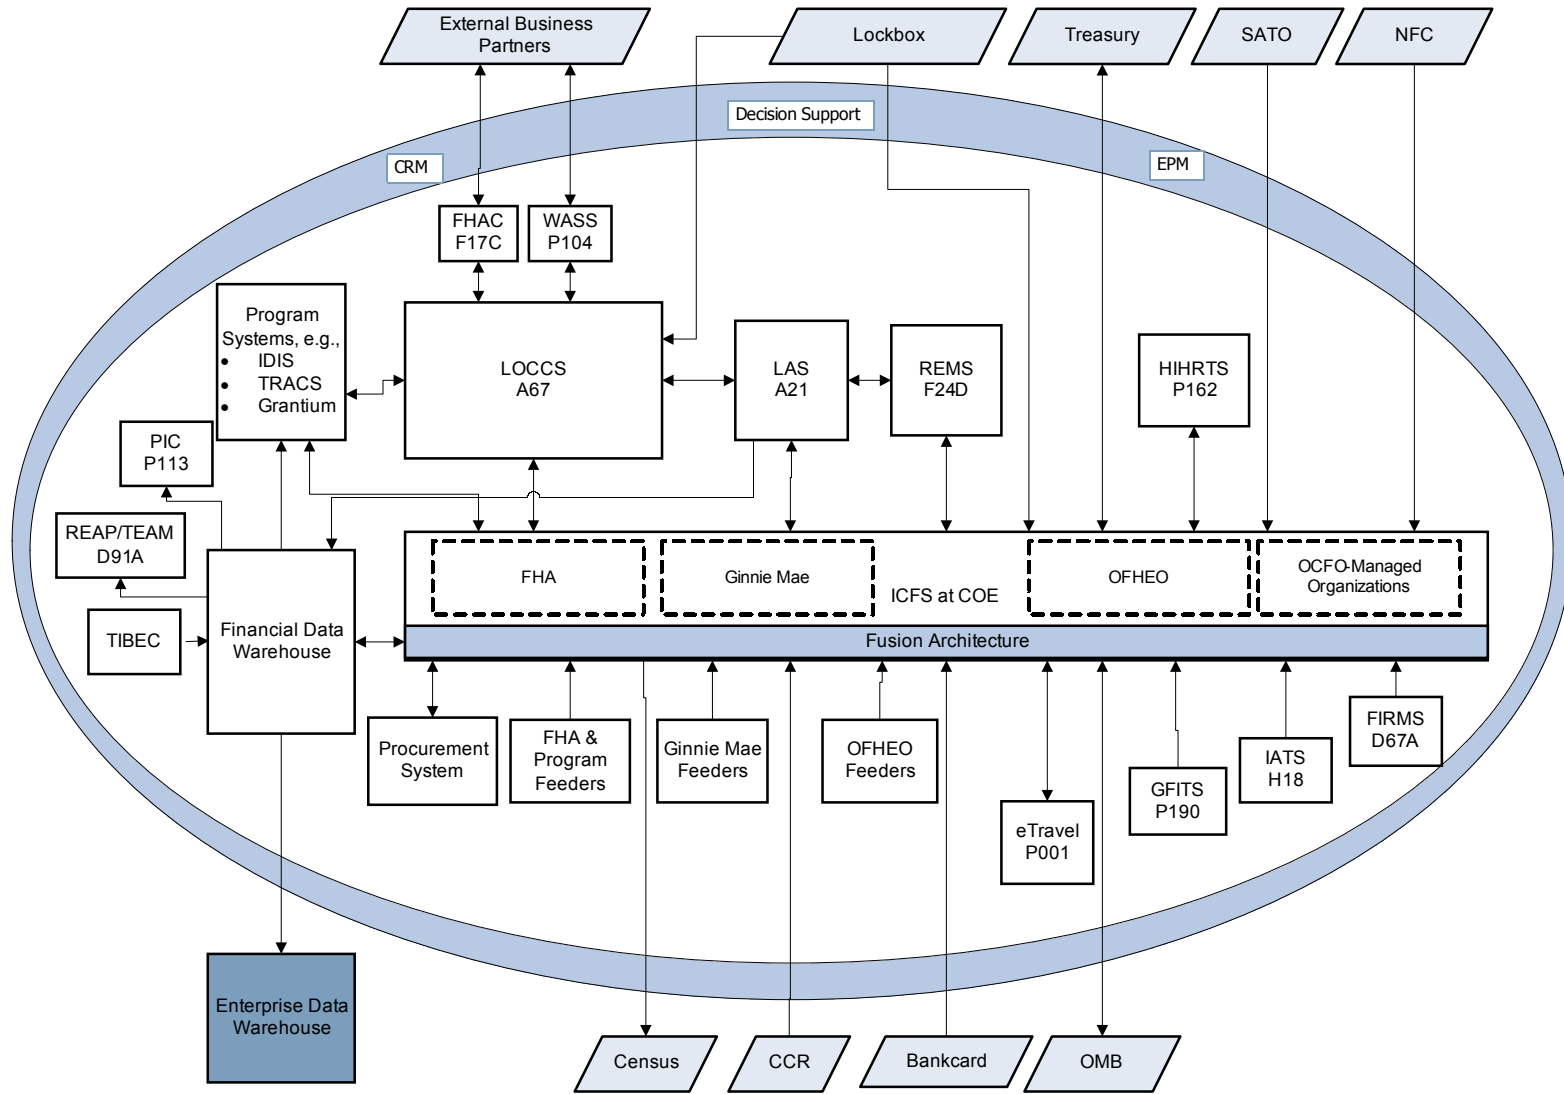 External Business
Partners
Lockbox
Treasury
SATO
NFC
Decision Support
CRM
EPM
FHAC
F17C
WASS
P104
Program
Systems, e.g.,
• IDIS
• TRACS
• Grantium
LOCCS
A67
LAS
A21
REMS
F24D
HIHRTS
P162
PIC
P113
REAP/TEAM
D91A
TIBEC
Financial Data
Warehouse
FHA
Ginnie Mae
ICFS at COE
OFHEO
OCFO-Managed
Organizations
Fusion Architecture
Procurement
System
FHA &
Program
Feeders
Ginnie Mae
Feeders
OFHEO
Feeders
eTravel
P001
GFITS
P190
IATS
H18
FIRMS
D67A
Enterprise Data
Warehouse
Census
CCR
Bankcard
OMB